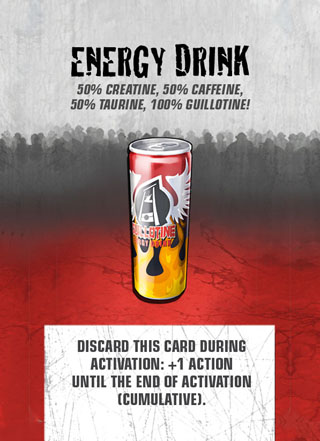 ENERGY DRINK
50% CREATINE, 50% CAFFEINE,
50% TAURINE, 100% GUILLOTINE!
GUILLOTINE
DISCARD THIS CARD DURING
ACTIVATION: +1 ACTION
UNTIL THE END OF ACTIVATION
(CUMULATIVE).